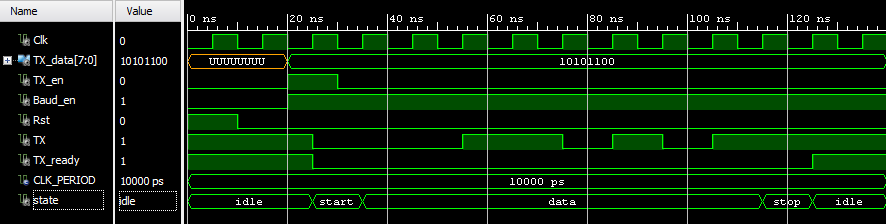 Name Value 0 ns 20 ns 40 ns 60 ns 80 ns 100 ns 120 ns
Clk 0
TX_data[7:0] 10101100 UUUUUUUU 10101100
TX_en 0
Baud_en 1
Rst 0
TX 1
TX_ready 1
CLK_PERIOD 10000 ps 10000 ps
state idle idle start data stop idle